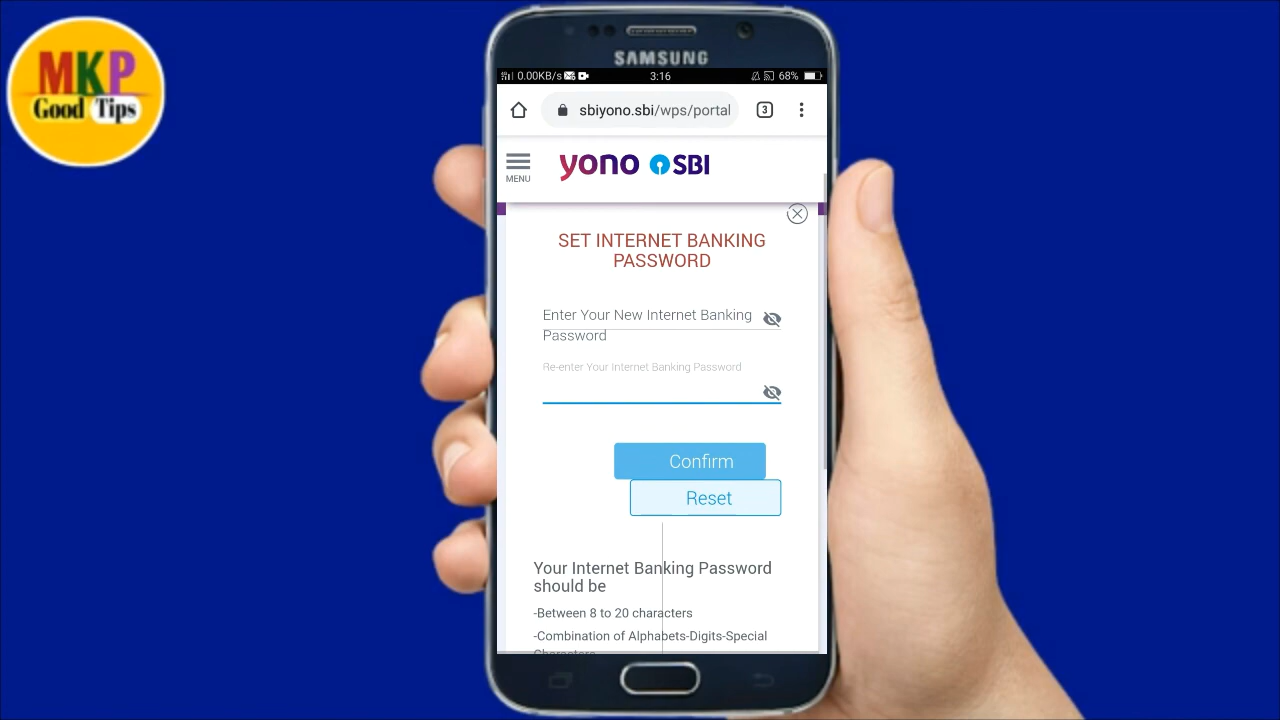 MKP
Good Tips
SAMSUNG
0.00KB/s
3:16
68%
sbiyono.sbi/wps/portal
3
MENU
yono SBI
SET INTERNET BANKING
PASSWORD
Enter Your New Internet Banking
Password
Re-enter Your Internet Banking Password
Confirm
Reset
Your Internet Banking Password
should be
-Between 8 to 20 characters
-Combination of Alphabets-Digits-Special
Characters